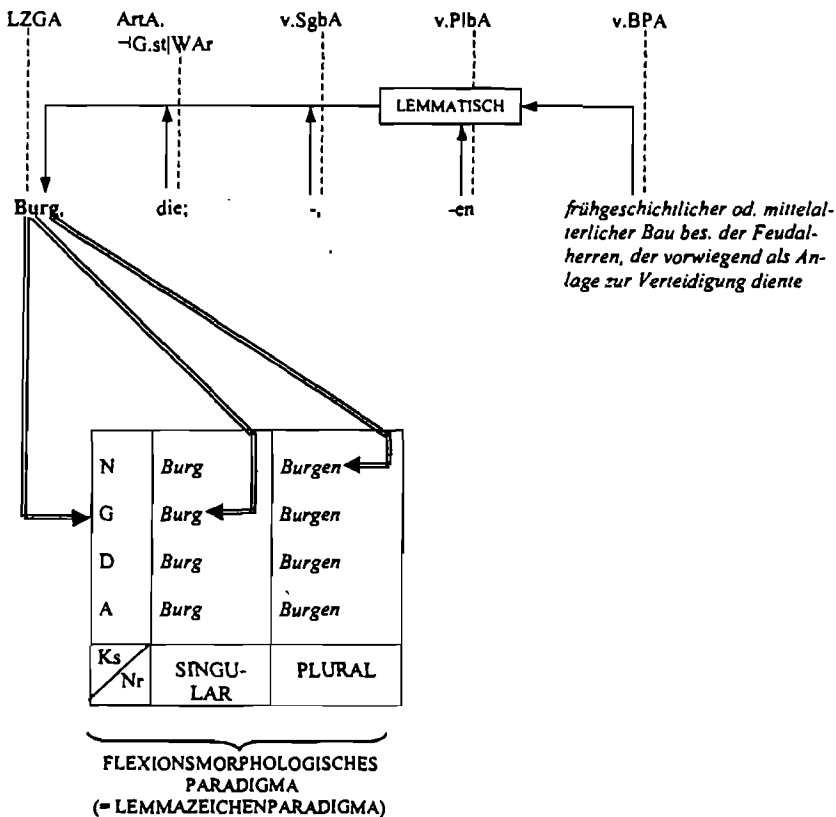 LZGA ArtA. v.SgbA v.PlbA v.BPA
⊣G.st|WAr
LEMMATISCH
Burg, die; -, -en frühgeschichtlicher od. mittelal-
terlicher Bau bes. der Feudal-
herren, der vorwiegend als An-
lage zur Verteidigung diente
N Burg Burgen
G Burg Burgen
D Burg Burgen
A Burg Burgen
Ks
Nr
SINGU- PLURAL
LAR
FLEXIONSMORPHOLOGISCHES
PARADIGMA
(= LEMMAZEICHENPARADIGMA)